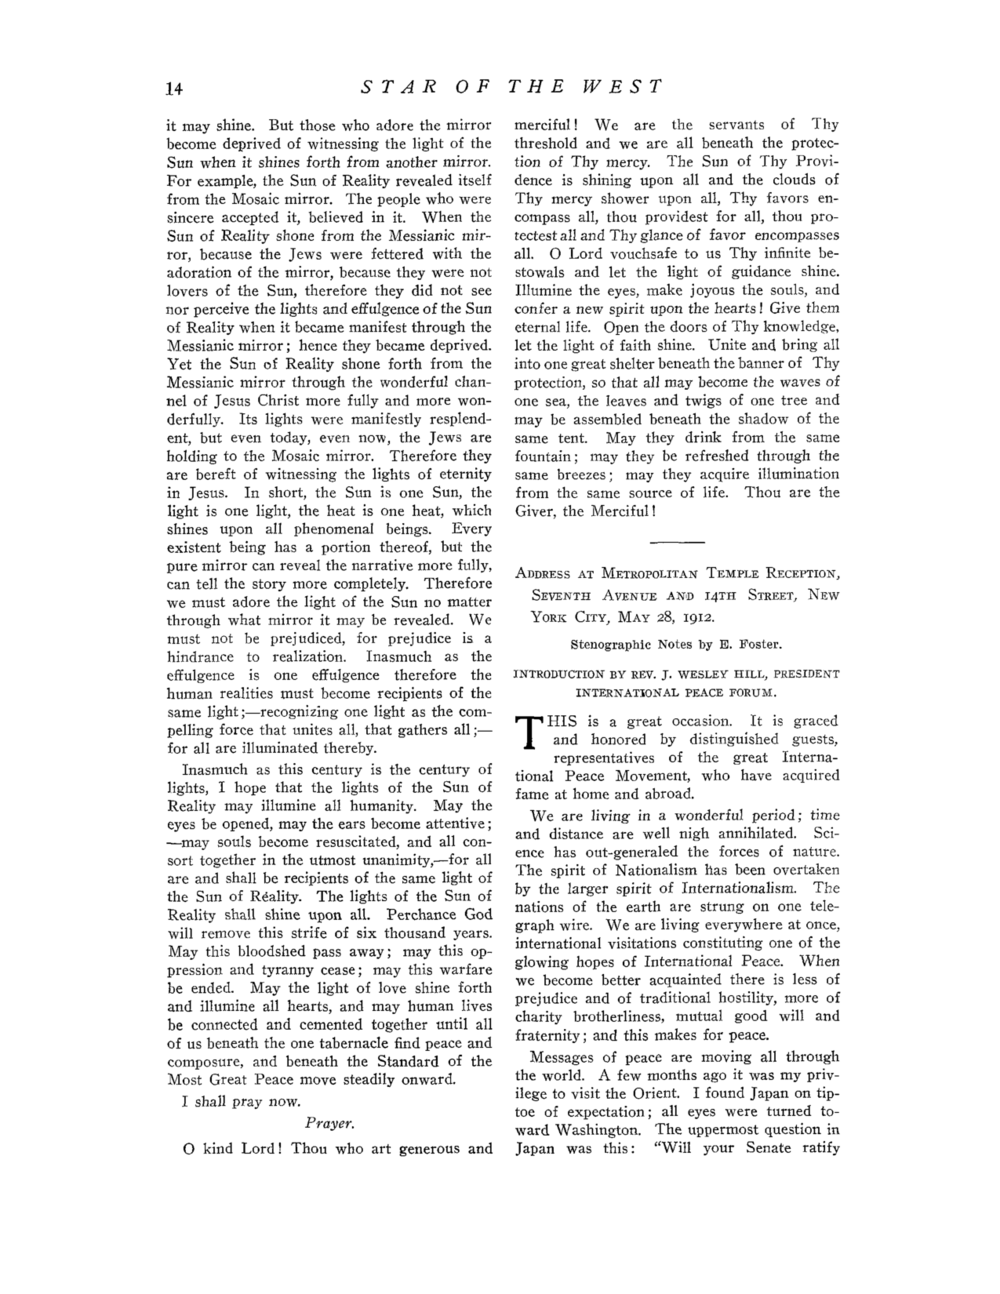 14
STAR OF THE WEST
it may shine. But those who adore the mirror
become deprived of witnessing the light of the
Sun when it shines forth from another mirror.
For example, the Sun of Reality revealed itself
from the Mosaic mirror. The people who were
sincere accepted it, believed in it. When the
Sun of Reality shone from the Messianic mir-
ror, because the Jews were fettered with the
adoration of the mirror, because they were not
lovers of the Sun, therefore they did not see
nor perceive the lights and effulgence of the Sun
of Reality when it became manifest through the
Messianic mirror; hence they became deprived.
Yet the Sun of Reality shone forth from the
Messianic mirror through the wonderful chan-
nel of Jesus Christ more fully and more won-
derfully. Its lights were manifestly resplend-
ent, but even today, even now, the Jews are
holding to the Mosaic mirror. Therefore they
are bereft of witnessing the lights of eternity
in Jesus. In short, the Sun is one Sun, the
light is one light, the heat is one heat, which
shines upon all phenomenal beings. Every
existent being has a portion thereof, but the
pure mirror can reveal the narrative more fully,
can tell the story more completely. Therefore
we must adore the light of the Sun no matter
through what mirror it may be revealed. We
must not be prejudiced, for prejudice is a
hindrance to realization. Inasmuch as the
effulgence is one effulgence therefore the
human realities must become recipients of the
same light;—recognizing one light as the com-
pelling force that unites all, that gathers all;—
for all are illuminated thereby.
Inasmuch as this century is the century of
lights, I hope that the lights of the Sun of
Reality may illumine all humanity. May the
eyes be opened, may the ears become attentive;
—may souls become resuscitated, and all con-
sort together in the utmost unanimity,—for all
are and shall be recipients of the same light of
the Sun of Reality. The lights of the Sun of
Reality shall shine upon all. Perchance God
will remove this strife of six thousand years.
May this bloodshed pass away; may this op-
pression and tyranny cease; may this warfare
be ended. May the light of love shine forth
and illumine all hearts, and may human lives
be connected and cemented together until all
of us beneath the one tabernacle find peace and
composure, and beneath the Standard of the
Most Great Peace move steadily onward.
I shall pray now.
Prayer.
O kind Lord! Thou who art generous and
merciful! We are the servants of Thy
threshold and we are all beneath the protec-
tion of Thy mercy. The Sun of Thy Provi-
dence is shining upon all and the clouds of
Thy mercy shower upon all, Thy favors en-
compass all, thou providest for all, thou pro-
tectest all and Thy glance of favor encompasses
all. O Lord vouchsafe to us Thy infinite be-
stowals and let the light of guidance shine.
Illumine the eyes, make joyous the souls, and
confer a new spirit upon the hearts! Give them
eternal life. Open the doors of Thy knowledge,
let the light of faith shine. Unite and bring all
into one great shelter beneath the banner of Thy
protection, so that all may become the waves of
one sea, the leaves and twigs of one tree and
may be assembled beneath the shadow of the
same tent. May they drink from the same
fountain; may they be refreshed through the
same breezes; may they acquire illumination
from the same source of life. Thou are the
Giver, the Merciful!
ADDRESS AT METROPOLITAN TEMPLE RECEPTION,
SEVENTH AVENUE AND 14TH STREET, NEW
YORK CITY, MAY 28, 1912.
Stenographic Notes by E. Foster.
INTRODUCTION BY REV. J. WESLEY HILL, PRESIDENT
INTERNATIONAL PEACE FORUM.
THIS is a great occasion. It is graced
and honored by distinguished guests,
representatives of the great Interna-
tional Peace Movement, who have acquired
fame at home and abroad.
We are living in a wonderful period; time
and distance are well nigh annihilated. Sci-
ence has out-generaled the forces of nature.
The spirit of Nationalism has been overtaken
by the larger spirit of Internationalism. The
nations of the earth are strung on one tele-
graph wire. We are living everywhere at once,
international visitations constituting one of the
glowing hopes of International Peace. When
we become better acquainted there is less of
prejudice and of traditional hostility, more of
charity brotherliness, mutual good will and
fraternity; and this makes for peace.
Messages of peace are moving all through
the world. A few months ago it was my priv-
ilege to visit the Orient. I found Japan on tip-
toe of expectation; all eyes were turned to-
ward Washington. The uppermost question in
Japan was this: "Will your Senate ratify